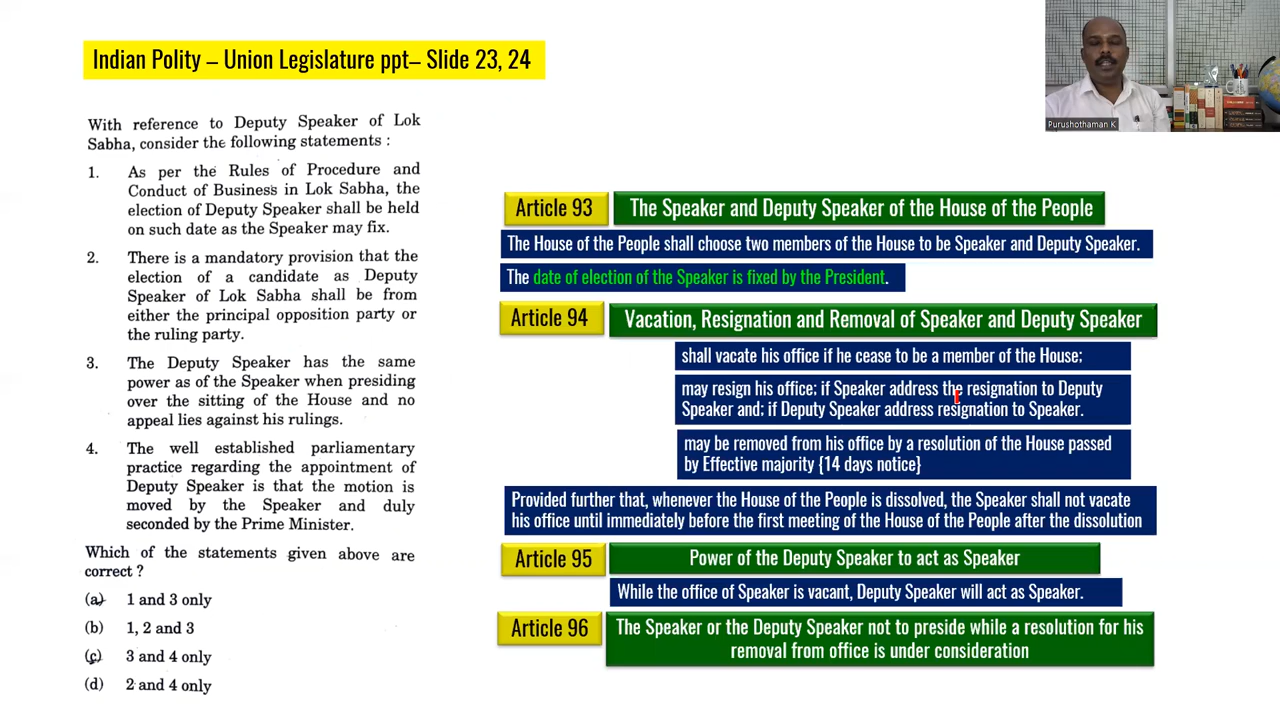 Indian Polity – Union Legislature ppt– Slide 23, 24
Purushothaman K
With reference to Deputy Speaker of Lok
Sabha, consider the following statements :
1. As per the Rules of Procedure and
Conduct of Business in Lok Sabha, the
election of Deputy Speaker shall be held
on such date as the Speaker may fix.
2. There is a mandatory provision that the
election of a candidate as Deputy
Speaker of Lok Sabha shall be from
either the principal opposition party or
the ruling party.
3. The Deputy Speaker has the same
power as of the Speaker when presiding
over the sitting of the House and no
appeal lies against his rulings.
4. The well established parliamentary
practice regarding the appointment of
Deputy Speaker is that the motion is
moved by the Speaker and duly
seconded by the Prime Minister.
Which of the statements given above are
correct ?
(a) 1 and 3 only
(b) 1, 2 and 3
(c) 3 and 4 only
(d) 2 and 4 only
Article 93 The Speaker and Deputy Speaker of the House of the People
The House of the People shall choose two members of the House to be Speaker and Deputy Speaker.
The date of election of the Speaker is fixed by the President.
Article 94 Vacation, Resignation and Removal of Speaker and Deputy Speaker
shall vacate his office if he cease to be a member of the House;
may resign his office; if Speaker address the resignation to Deputy
Speaker and; if Deputy Speaker address resignation to Speaker.
may be removed from his office by a resolution of the House passed
by Effective majority {14 days notice}
Provided further that, whenever the House of the People is dissolved, the Speaker shall not vacate
his office until immediately before the first meeting of the House of the People after the dissolution
Article 95 Power of the Deputy Speaker to act as Speaker
While the office of Speaker is vacant, Deputy Speaker will act as Speaker.
Article 96 The Speaker or the Deputy Speaker not to preside while a resolution for his
removal from office is under consideration